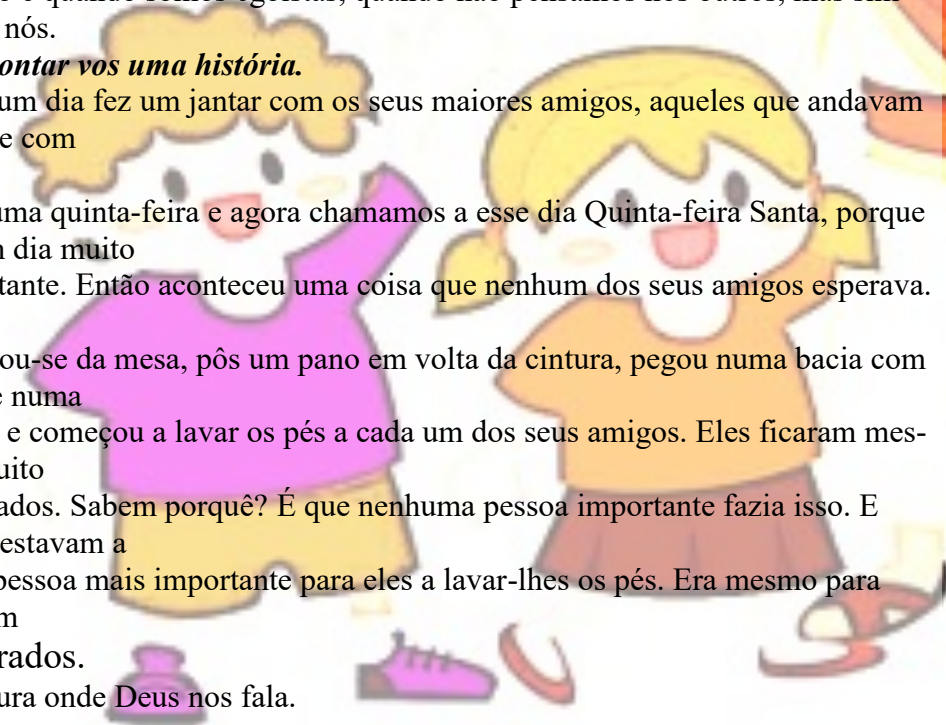 nós.
ontar vos uma história.
um dia fez um jantar com os seus maiores amigos, aqueles que andavam
e com
uma quinta-feira e agora chamamos a esse dia Quinta-feira Santa, porque
dia muito
tante. Então aconteceu uma coisa que nenhum dos seus amigos esperava.
ou-se da mesa, pôs um pano em volta da cintura, pegou numa bacia com
e numa
e começou a lavar os pés a cada um dos seus amigos. Eles ficaram mes-
uito
ados. Sabem porquê? É que nenhuma pessoa importante fazia isso. E
estavam a
pessoa mais importante para eles a lavar-lhes os pés. Era mesmo para
m
rados.
ura onde Deus nos fala.